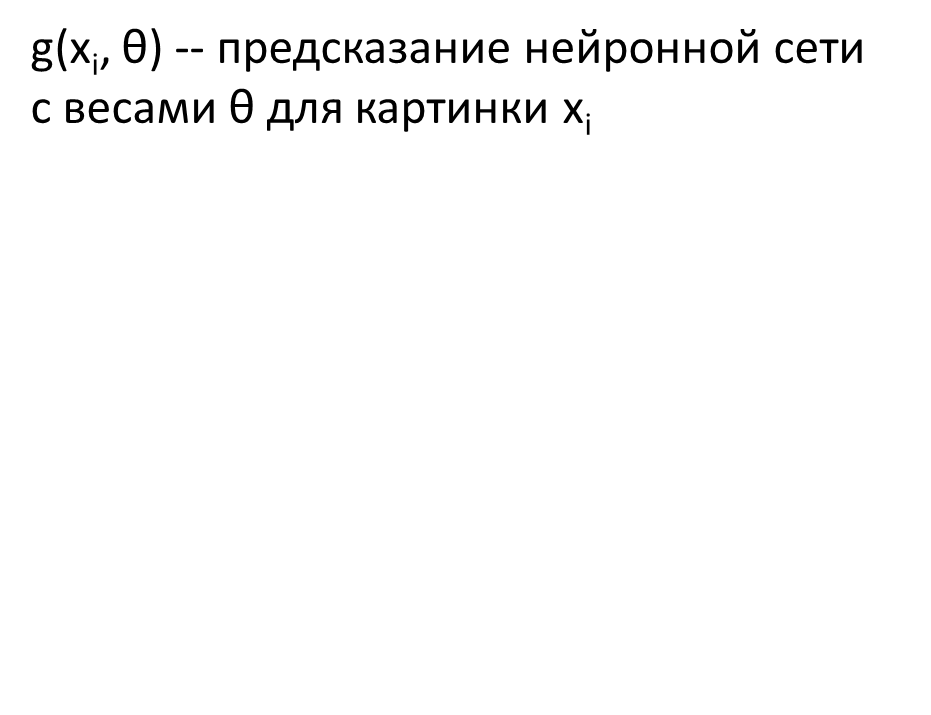 g(xᵢ, θ) -- предсказание нейронной сети
с весами θ для картинки xᵢ